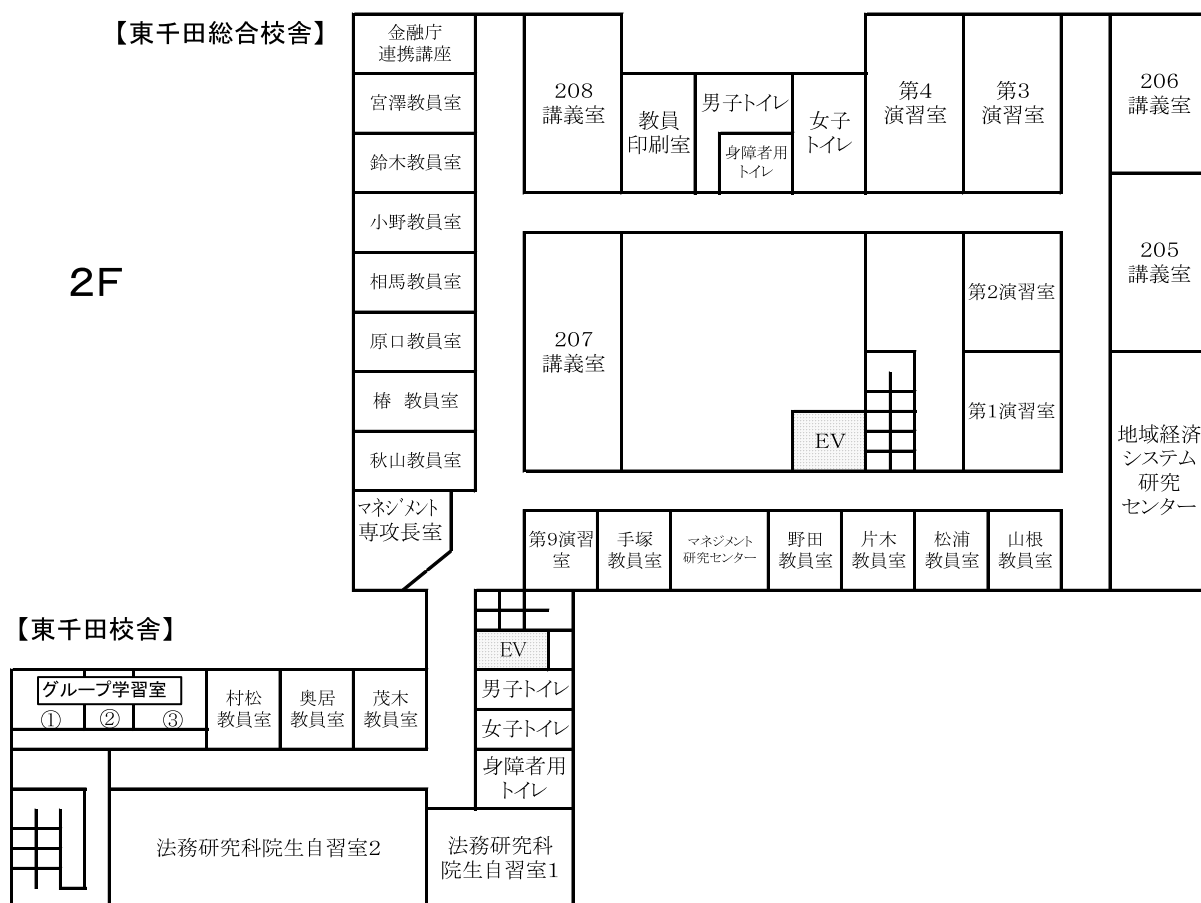 【東千田総合校舎】
2F
金融庁
連携講座
宮澤教員室
鈴木教員室
小野教員室
相馬教員室
原口教員室
椿 教員室
秋山教員室
マネジメント
専攻長室
208
講義室
教員
印刷室
男子トイレ
身障者用
トイレ
女子
トイレ
第4
演習室
第3
演習室
206
講義室
205
講義室
207
講義室
EV
第2演習室
第1演習室
地域経済
システム
研究
センター
第9演習
室
手塚
教員室
マネジメント
研究センター
野田
教員室
片木
教員室
松浦
教員室
山根
教員室
【東千田校舎】
EV
男子トイレ
女子トイレ
身障者用
トイレ
グループ学習室
① ② ③
村松
教員室
奥居
教員室
茂木
教員室
法務研究科院生自習室2
法務研究科
院生自習室1